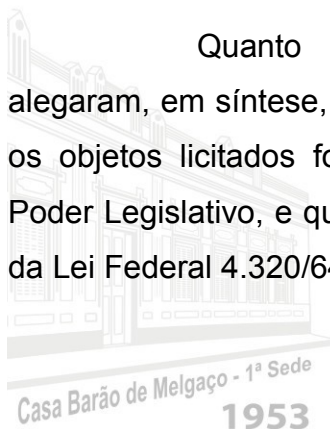 Quanto
alegaram, em síntese,
os objetos licitados fo
Poder Legislativo, e qu
da Lei Federal 4.320/64
Casa Barão de Melgaço - 1ª Sede
1953